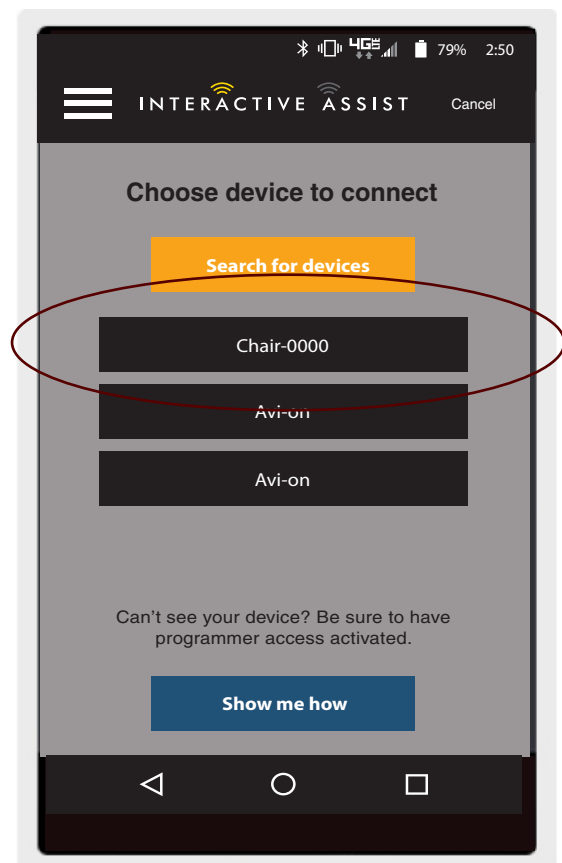 4GE 79% 2:50
INTERACTIVE ASSIST Cancel
Choose device to connect
Search for devices
Chair-0000
Avi-on
Avi-on
Can't see your device? Be sure to have
programmer access activated.
Show me how